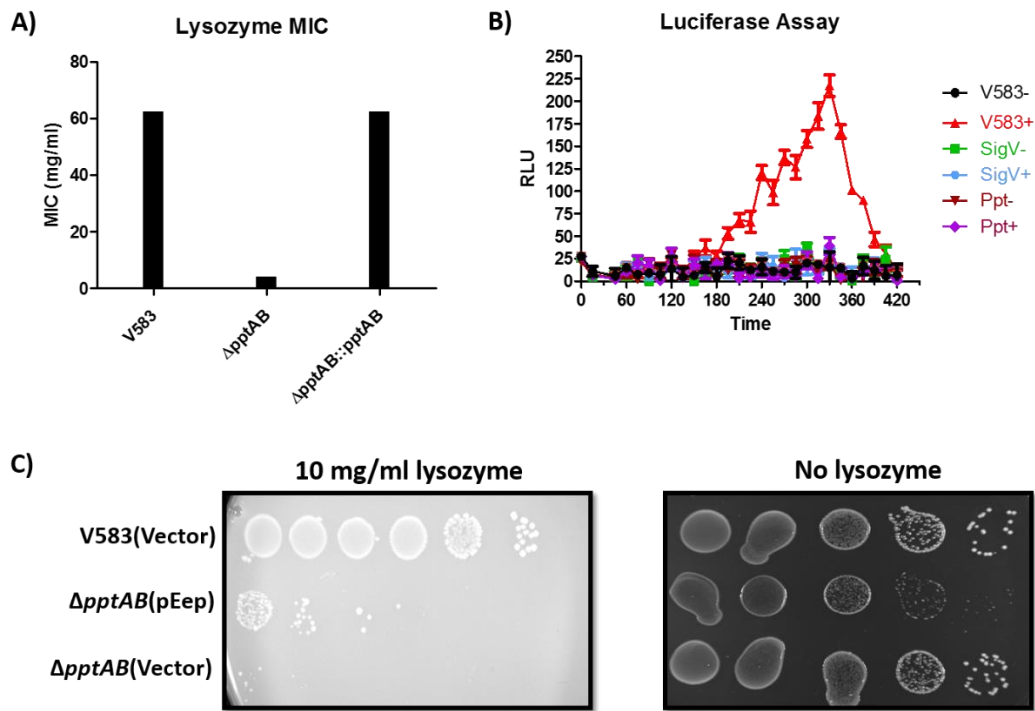 A)
Lysozyme MIC
80
60
40
20
0
MIC (mg/ml)
V583
ΔpptAB
ΔpptAB::pptAB
B)
Luciferase Assay
250
225
200
175
150
125
100
75
50
25
0
RLU
0 60 120 180 240 300 360 420
Time
V583-
V583+
SigV-
SigV+
Ppt-
Ppt+
C)
10 mg/ml lysozyme
No lysozyme
V583(Vector)
ΔpptAB(pEep)
ΔpptAB(Vector)